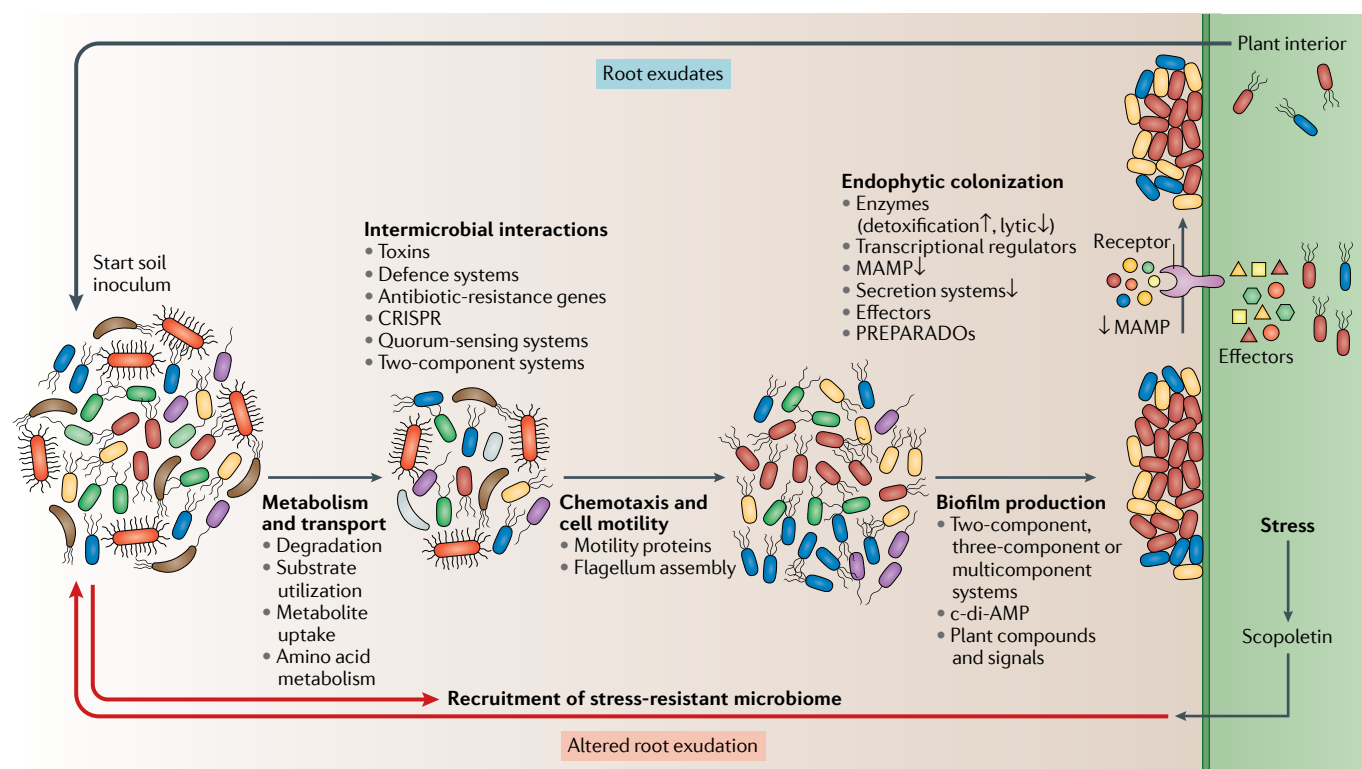 Plant interior
Root exudates
Start soil
inoculum
Intermicrobial interactions
• Toxins
• Defence systems
• Antibiotic-resistance genes
• CRISPR
• Quorum-sensing systems
• Two-component systems
Endophytic colonization
• Enzymes
(detoxification↑, lytic↓)
• Transcriptional regulators
• MAMP↓
• Secretion systems↓
• Effectors
• PREPARADOs
Receptor
↓ MAMP
Effectors
Metabolism
and transport
• Degradation
• Substrate
utilization
• Metabolite
uptake
• Amino acid
metabolism
Chemotaxis and
cell motility
• Motility proteins
• Flagellum assembly
Biofilm production
• Two-component,
three-component or
multicomponent
systems
• c-di-AMP
• Plant compounds
and signals
Stress
Scopoletin
Recruitment of stress-resistant microbiome
Altered root exudation